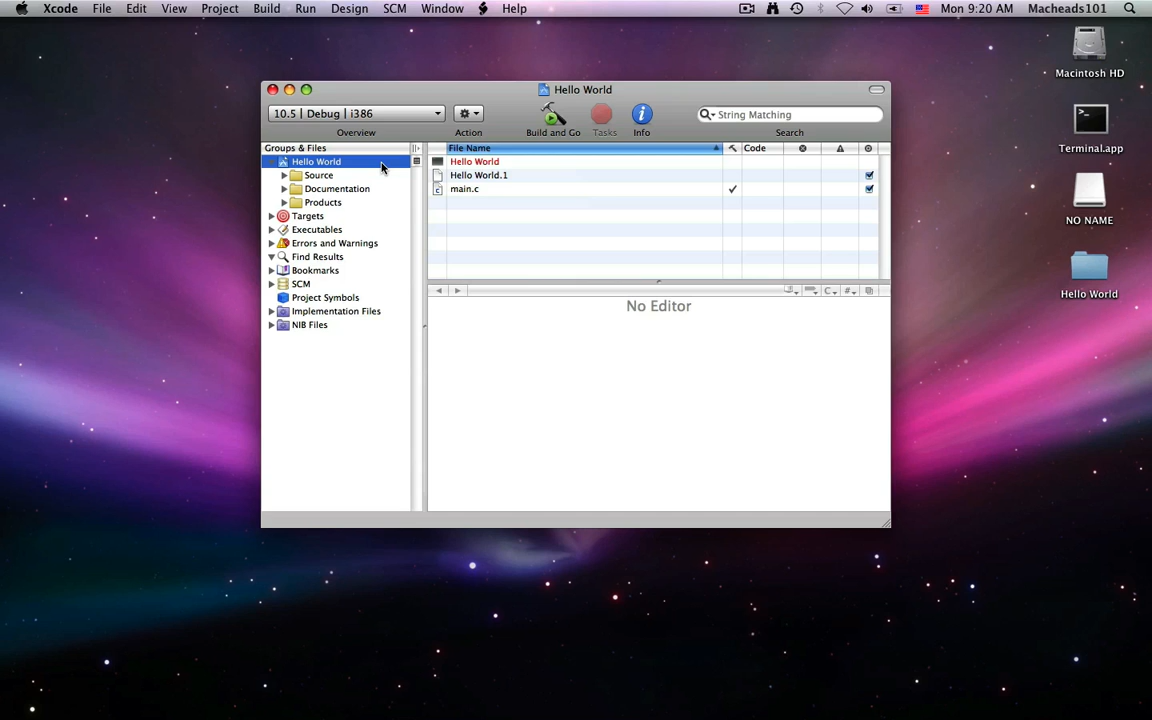 Xcode File Edit View Project Build Run Design SCM Window Help Mon 9:20 AM Macheads101
Macintosh HD
Terminal.app
NO NAME
Hello World
Hello World
10.5 | Debug | i386
String Matching
Overview Action Build and Go Tasks Info Search
Groups & Files
Hello World
Source
Documentation
Products
Targets
Executables
Errors and Warnings
Find Results
Bookmarks
SCM
Project Symbols
Implementation Files
NIB Files
File Name Code
Hello World
Hello World.1
main.c
C #
No Editor